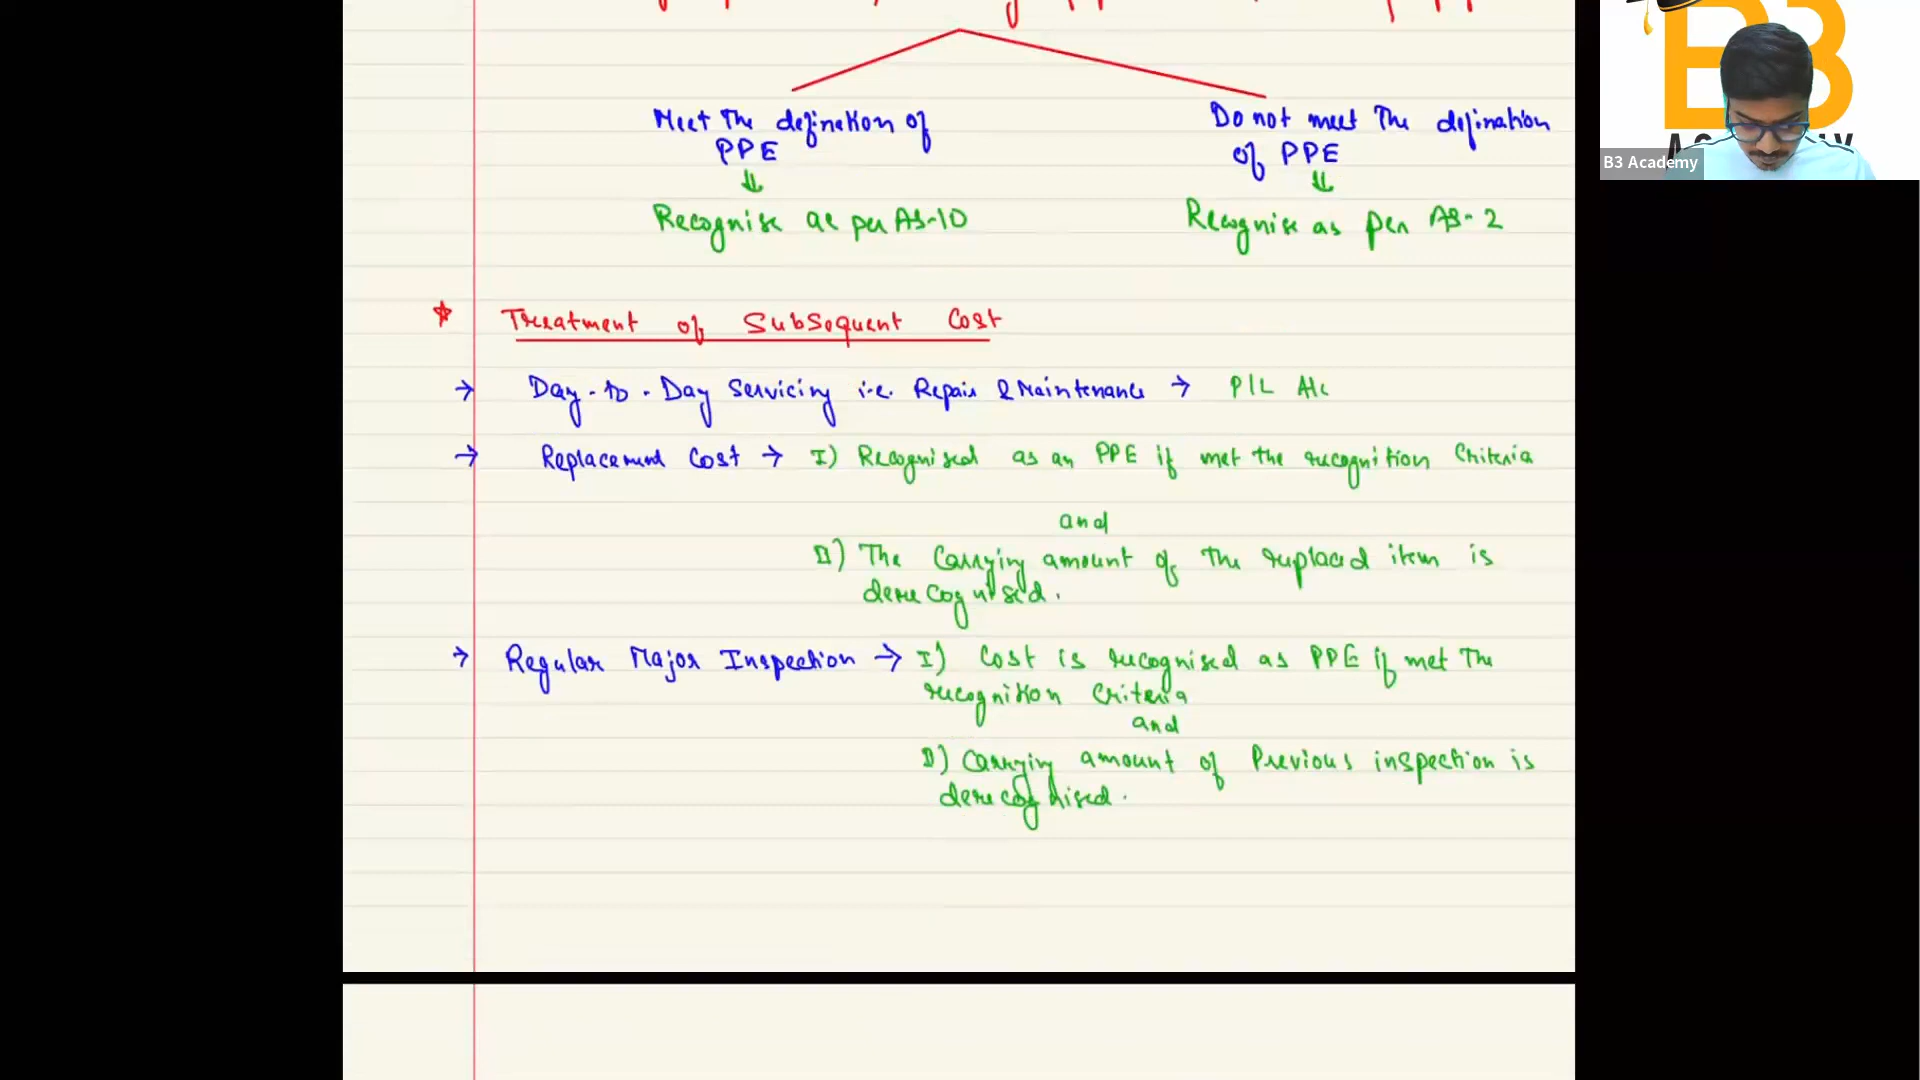 B3
Meet The defination of
PPE
Do not meet The defination
of PPE
B3 Academy
Recognise as per AS-10
Recognise as per AS-2
Treatment of Subsequent Cost
→ Day-to-Day Servicing i.e. Repair & Maintenance → P/L A/c
→ Replacement Cost → I) Recognised as an PPE if met the recognition Criteria
and
II) The Carrying amount of The replaced item is
derecognised.
→ Regular Major Inspection → I) Cost is recognised as PPE if met The
recognition Criteria
and
II) Carrying amount of Previous inspection is
derecognised.